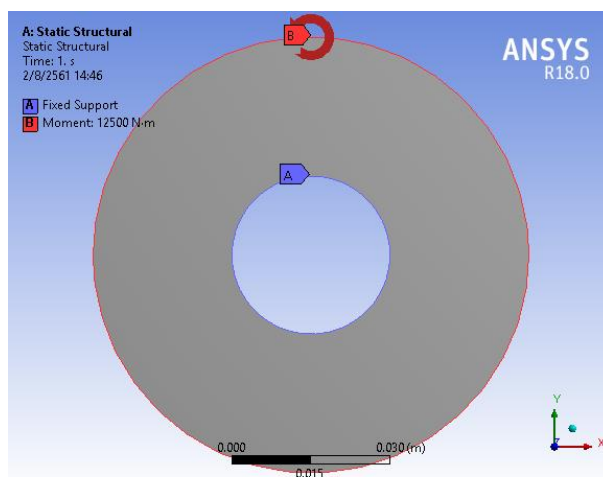 A: Static Structural
Static Structural
Time: 1. s
2/8/2561 14:46
A Fixed Support
B Moment: 12500 N·m
B
ANSYS
R18.0
A
Y
X
Z
0.000
0.030 (m)
0.015